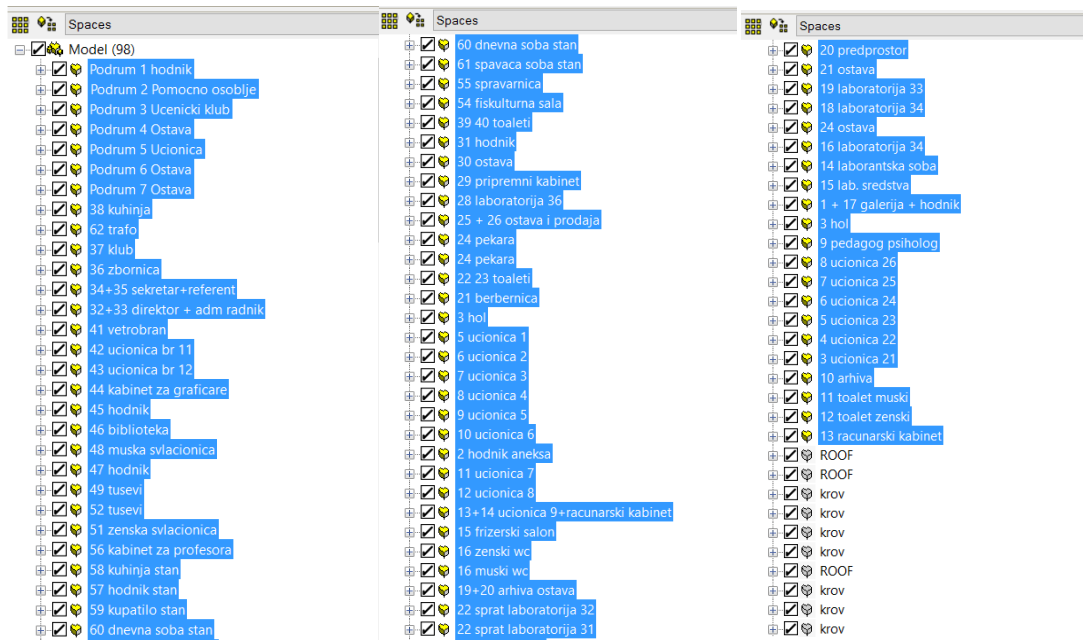 Spaces
Model (98)
Podrum 1 hodnik
Podrum 2 Pomocno osoblje
Podrum 3 Ucenicki klub
Podrum 4 Ostava
Podrum 5 Ucionica
Podrum 6 Ostava
Podrum 7 Ostava
38 kuhinja
62 trafo
37 klub
36 zbornica
34+35 sekretar+referent
32+33 direktor + adm radnik
41 vetrobran
42 ucionica br 11
43 ucionica br 12
44 kabinet za graficare
45 hodnik
46 biblioteka
48 muska svlacionica
47 hodnik
49 tusevi
52 tusevi
51 zenska svlacionica
56 kabinet za profesora
58 kuhinja stan
57 hodnik stan
59 kupatilo stan
60 dnevna soba stan
Spaces
60 dnevna soba stan
61 spavaca soba stan
55 spravarnica
54 fiskulturna sala
39 40 toaleti
31 hodnik
30 ostava
29 pripremni kabinet
28 laboratorija 36
25 + 26 ostava i prodaja
24 pekara
24 pekara
22 23 toaleti
21 berbernica
3 hol
5 ucionica 1
6 ucionica 2
7 ucionica 3
8 ucionica 4
9 ucionica 5
10 ucionica 6
2 hodnik aneksa
11 ucionica 7
12 ucionica 8
13+14 ucionica 9+racunarski kabinet
15 frizerski salon
16 zenski wc
16 muski wc
19+20 arhiva ostava
22 sprat laboratorija 32
22 sprat laboratorija 31
Spaces
20 predprostor
21 ostava
19 laboratorija 33
18 laboratorija 34
24 ostava
16 laboratorija 34
14 laborantska soba
15 lab. sredstva
1 + 17 galerija + hodnik
3 hol
9 pedagog psiholog
8 ucionica 26
7 ucionica 25
6 ucionica 24
5 ucionica 23
4 ucionica 22
3 ucionica 21
10 arhiva
11 toalet muski
12 toalet zenski
13 racunarski kabinet
ROOF
ROOF
krov
krov
krov
krov
ROOF
krov
krov
krov